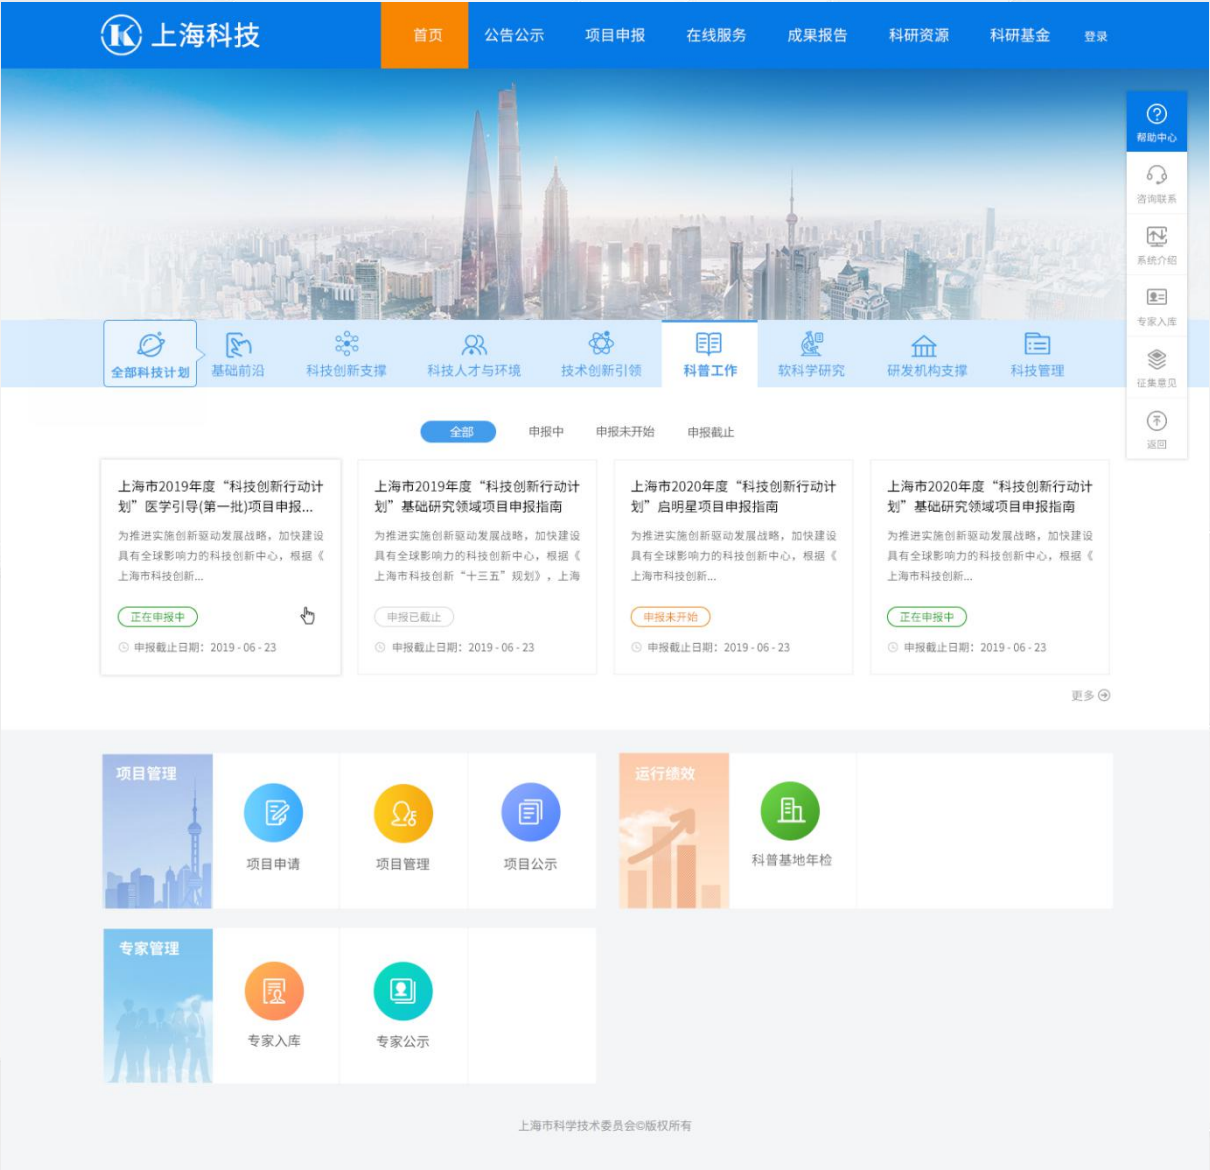 上海科技
首页 公告公示 项目申报 在线服务 成果报告 科研资源 科研基金 登录
帮助中心
咨询联系
系统介绍
专家入库
征集意见
返回
全部科技计划 基础前沿 科技创新支撑 科技人才与环境 技术创新引领 科普工作 软科学研究 研发机构支撑 科技管理
全部 申报中 申报未开始 申报截止
上海市2019年度“科技创新行动计
划”医学引导(第一批)项目申报...
为推进实施创新驱动发展战略，加快建设
具有全球影响力的科技创新中心，根据《
上海市科技创新...
正在申报中
申报截止日期：2019-06-23
上海市2019年度“科技创新行动计
划”基础研究领域项目申报指南
为推进实施创新驱动发展战略，加快建设
具有全球影响力的科技创新中心，根据《
上海市科技创新“十三五”规划》，上海
申报已截止
申报截止日期：2019-06-23
上海市2020年度“科技创新行动计
划”启明星项目申报指南
为推进实施创新驱动发展战略，加快建设
具有全球影响力的科技创新中心，根据《
上海市科技创新...
申报未开始
申报截止日期：2019-06-23
上海市2020年度“科技创新行动计
划”基础研究领域项目申报指南
为推进实施创新驱动发展战略，加快建设
具有全球影响力的科技创新中心，根据《
上海市科技创新...
正在申报中
申报截止日期：2019-06-23
更多
项目管理
项目申请 项目管理 项目公示
运行绩效
科普基地年检
专家管理
专家入库 专家公示
上海市科学技术委员会©版权所有